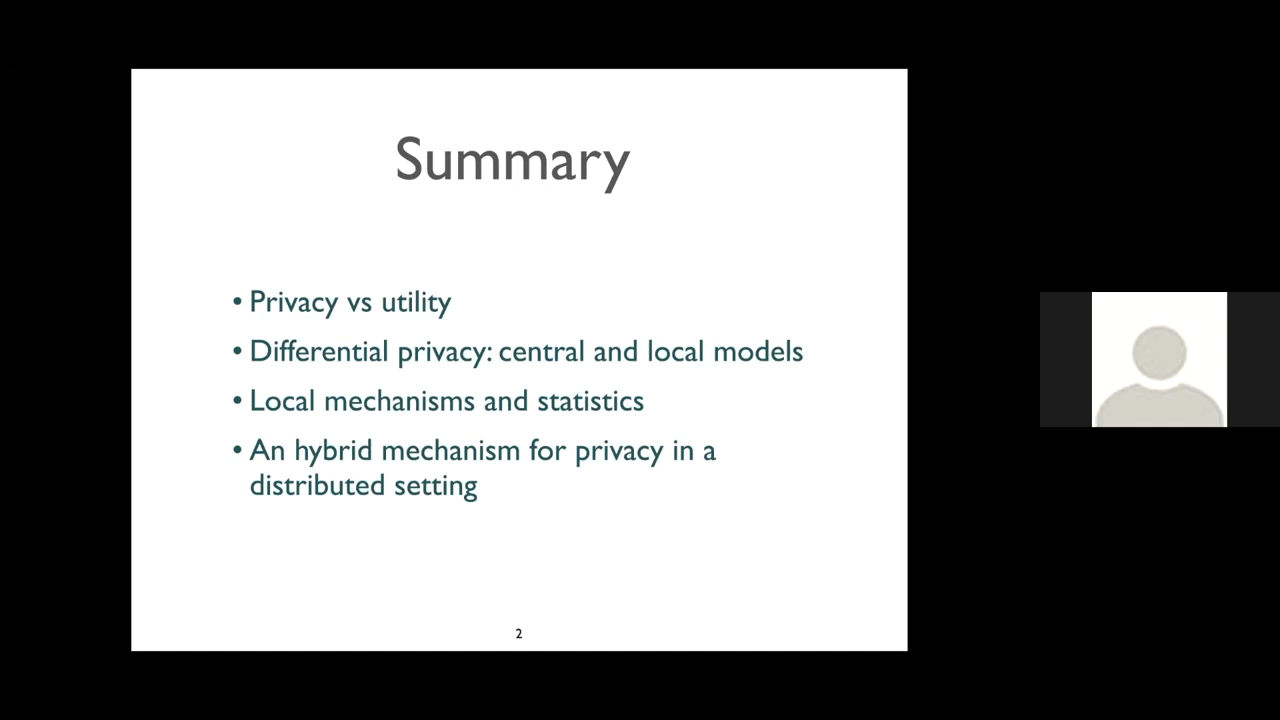 Summary
• Privacy vs utility
• Differential privacy: central and local models
• Local mechanisms and statistics
• An hybrid mechanism for privacy in a
distributed setting
2